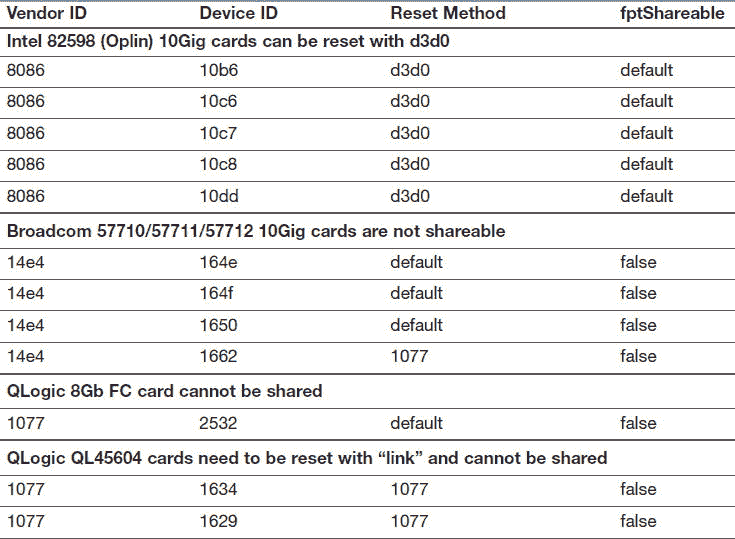 Vendor ID Device ID Reset Method fptShareable
Intel 82598 (Oplin) 10Gig cards can be reset with d3d0
8086 10b6 d3d0 default
8086 10c6 d3d0 default
8086 10c7 d3d0 default
8086 10c8 d3d0 default
8086 10dd d3d0 default
Broadcom 57710/57711/57712 10Gig cards are not shareable
14e4 164e default false
14e4 164f default false
14e4 1650 default false
14e4 1662 1077 false
QLogic 8Gb FC card cannot be shared
1077 2532 default false
QLogic QL45604 cards need to be reset with “link” and cannot be shared
1077 1634 1077 false
1077 1629 1077 false